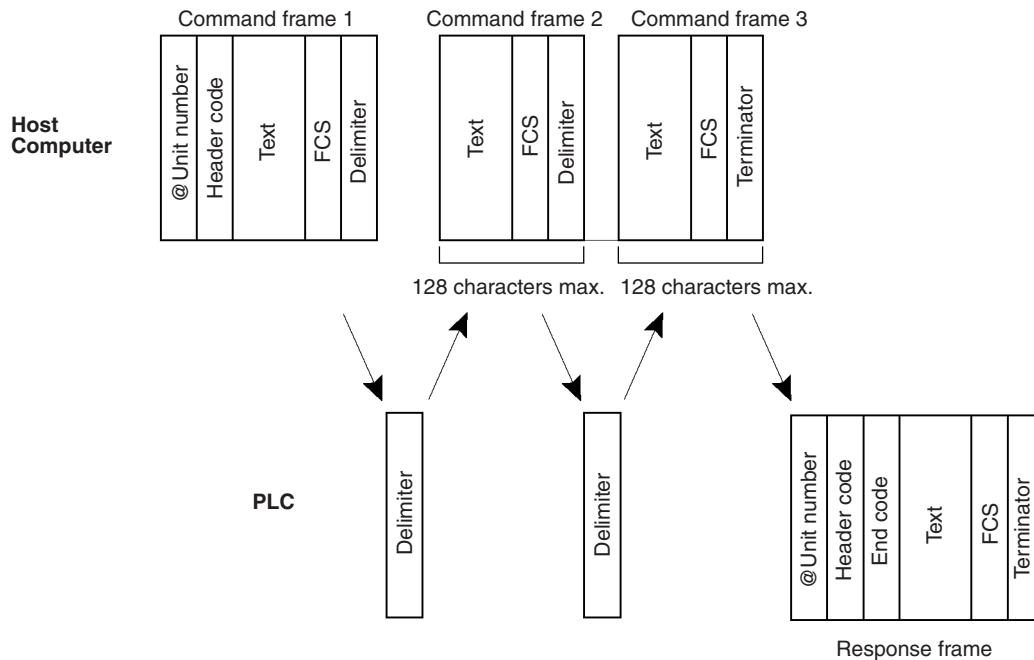 Command frame 1
Command frame 2
Command frame 3
Host
Computer
@Unit number
Header code
Text
FCS
Delimiter
Text
FCS
Delimiter
Text
FCS
Terminator
128 characters max.
128 characters max.
PLC
Delimiter
Delimiter
@Unit number
Header code
End code
Text
FCS
Terminator
Response frame